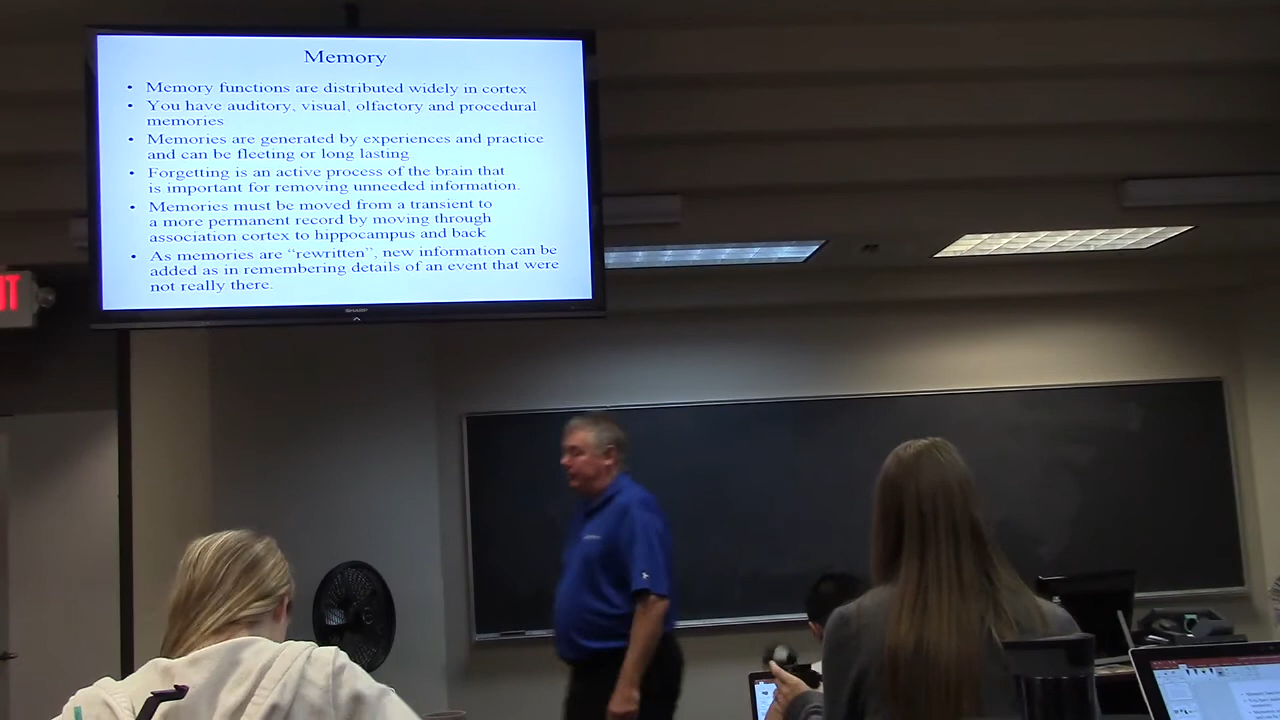 Memory
• Memory functions are distributed widely in cortex
• You have auditory, visual, olfactory and procedural
memories
• Memories are generated by experiences and practice
and can be fleeting or long lasting
• Forgetting is an active process of the brain that
is important for removing unneeded information.
• Memories must be moved from a transient to
a more permanent record by moving through
association cortex to hippocampus and back
• As memories are “rewritten”, new information can be
added as in remembering details of an event that were
not really there.
SHARP
IT